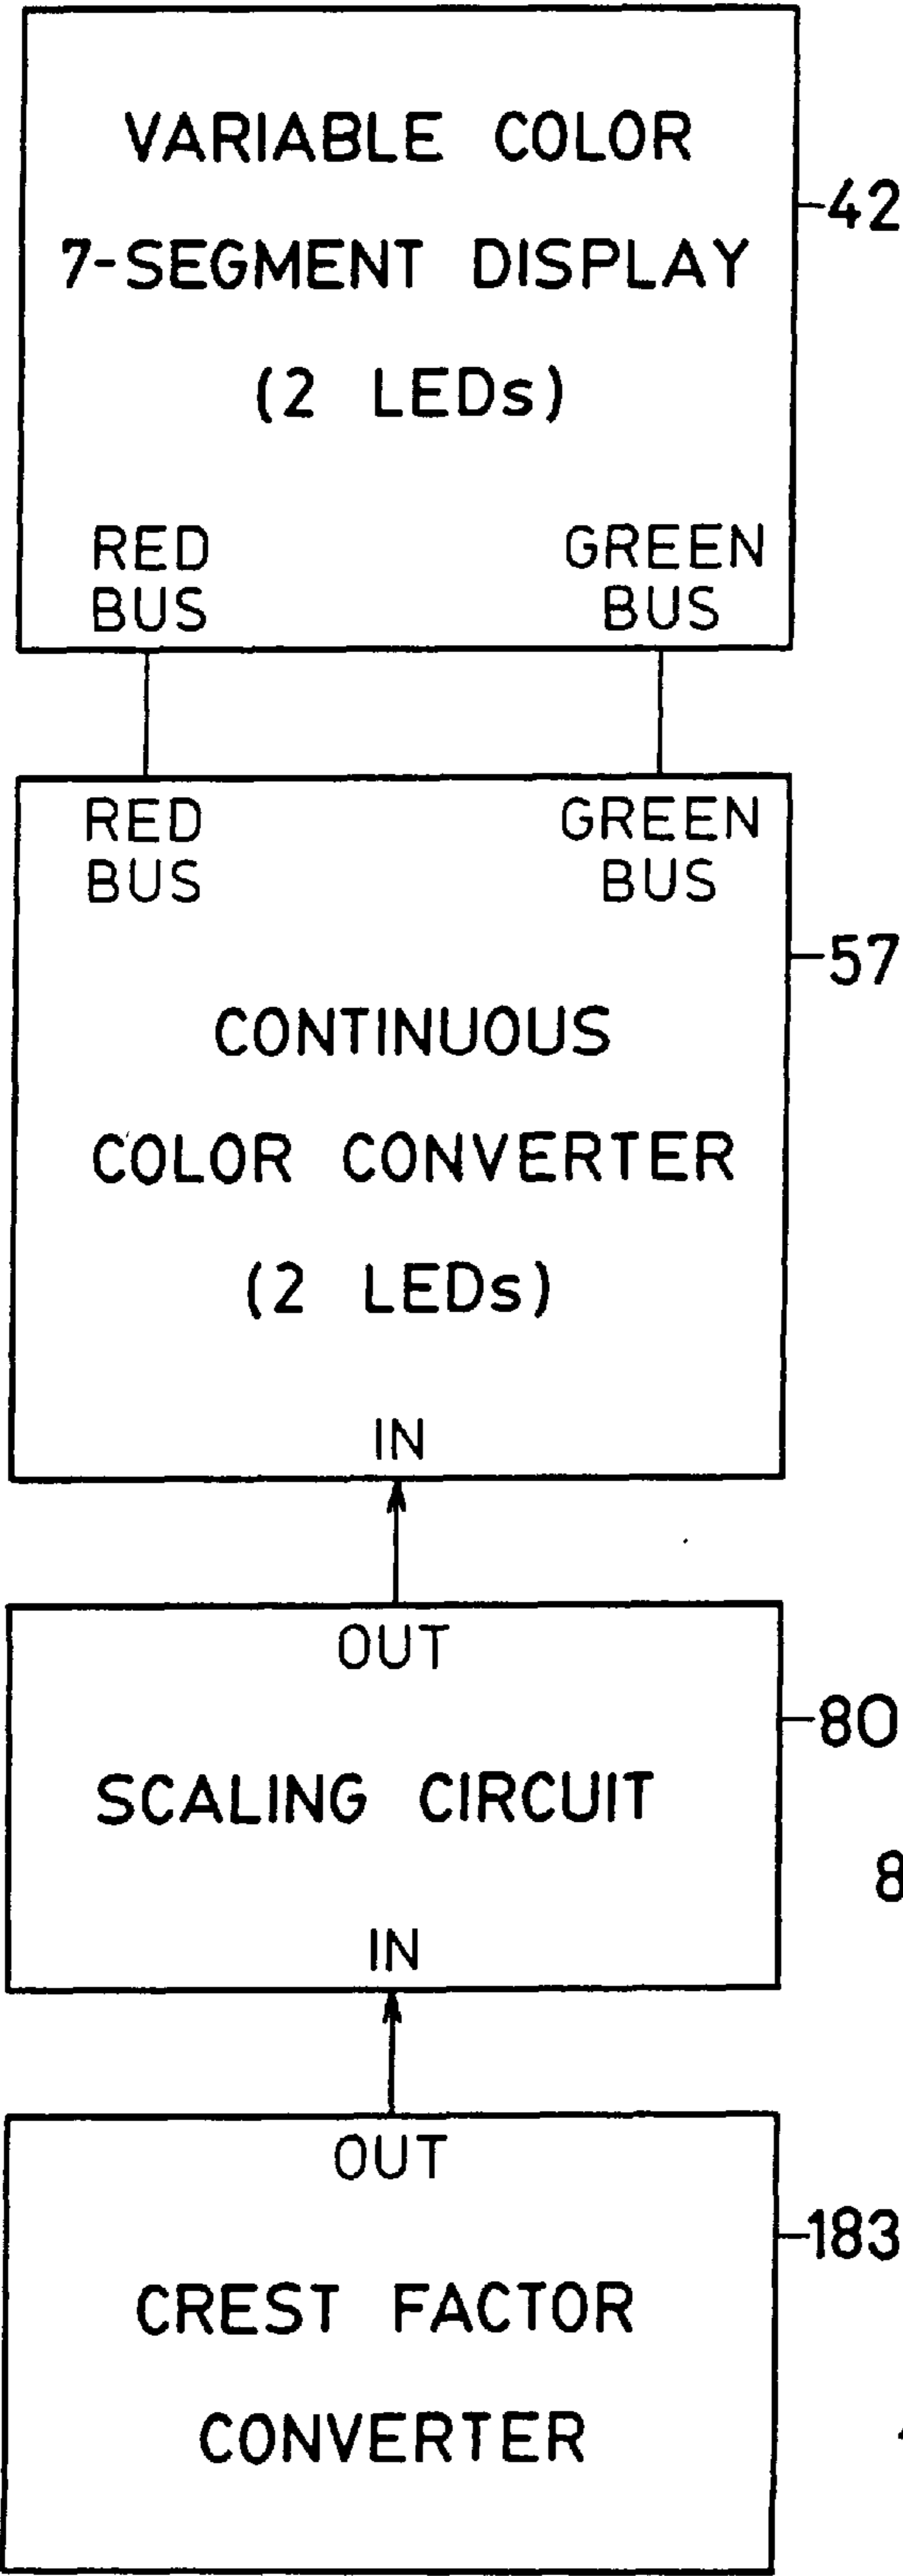 VARIABLE COLOR
7-SEGMENT DISPLAY
(2 LEDs)
42
RED BUS
GREEN BUS
RED BUS
GREEN BUS
57
CONTINUOUS
COLOR CONVERTER
(2 LEDs)
IN
OUT
80
SCALING CIRCUIT
IN
OUT
183
CREST FACTOR
CONVERTER